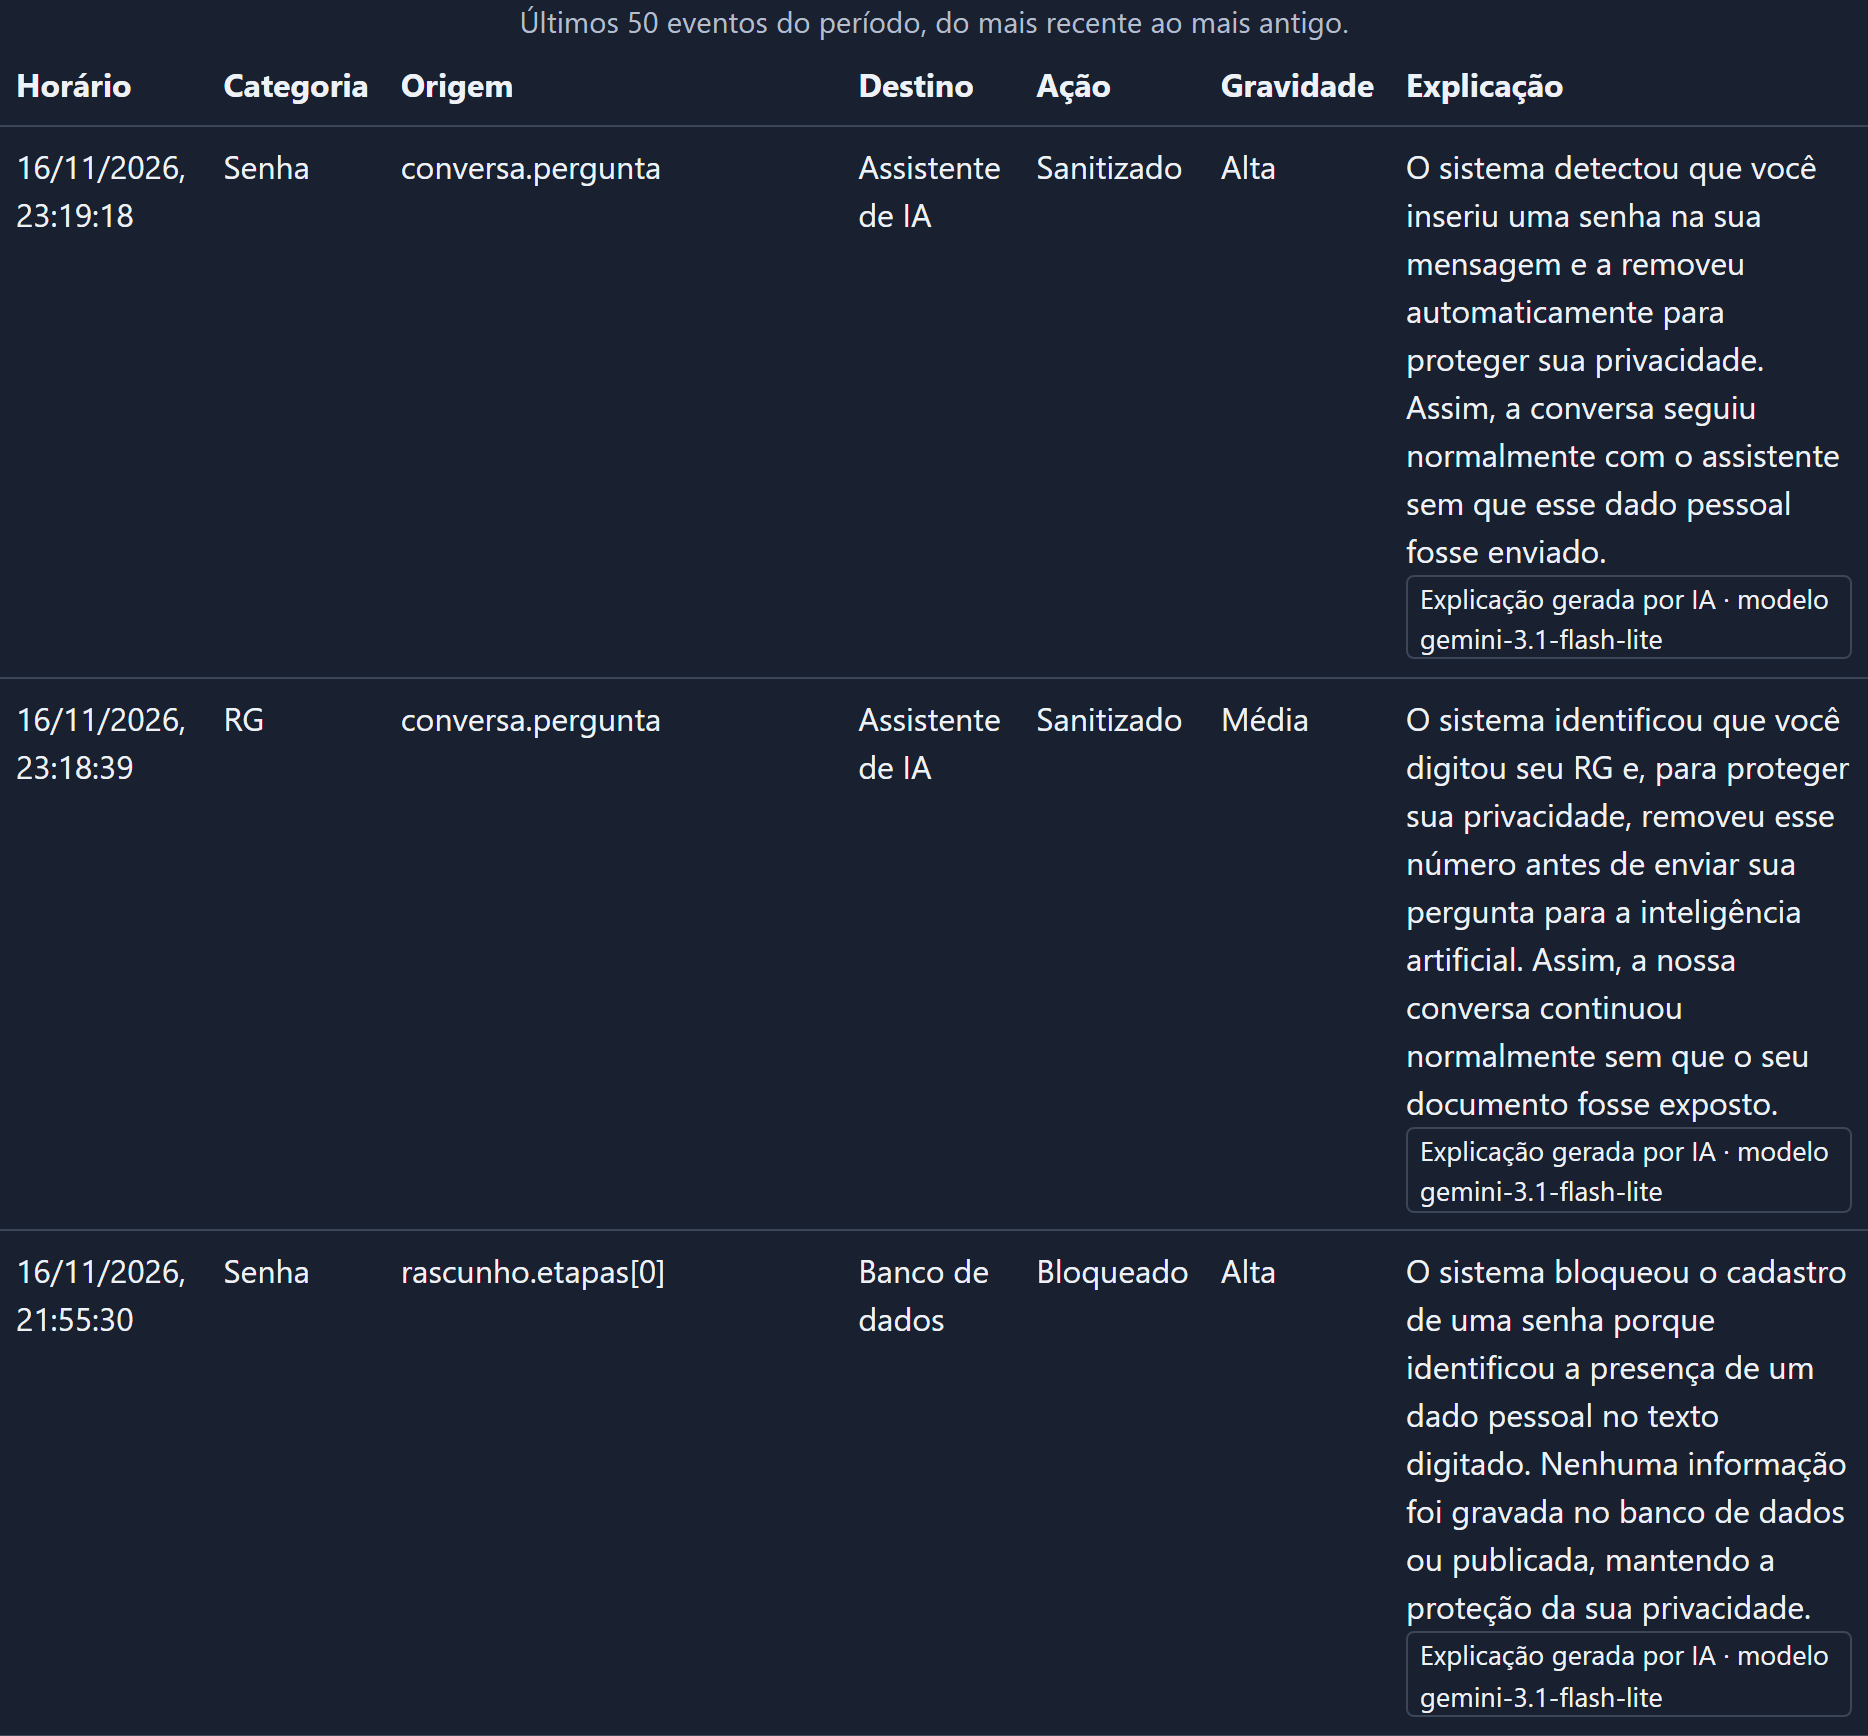 Últimos 50 eventos do período, do mais recente ao mais antigo.
Horário Categoria Origem Destino Ação Gravidade Explicação
16/11/2026, Senha conversa.pergunta Assistente Sanitizado Alta O sistema detectou que você
23:19:18 de IA inseriu uma senha na sua
mensagem e a removeu
automaticamente para
proteger sua privacidade.
Assim, a conversa seguiu
normalmente com o assistente
sem que esse dado pessoal
fosse enviado.
Explicação gerada por IA · modelo
gemini-3.1-flash-lite
16/11/2026, RG conversa.pergunta Assistente Sanitizado Média O sistema identificou que você
23:18:39 de IA digitou seu RG e, para proteger
sua privacidade, removeu esse
número antes de enviar sua
pergunta para a inteligência
artificial. Assim, a nossa
conversa continuou
normalmente sem que o seu
documento fosse exposto.
Explicação gerada por IA · modelo
gemini-3.1-flash-lite
16/11/2026, Senha rascunho.etapas[0] Banco de Bloqueado Alta O sistema bloqueou o cadastro
21:55:30 dados de uma senha porque
identificou a presença de um
dado pessoal no texto
digitado. Nenhuma informação
foi gravada no banco de dados
ou publicada, mantendo a
proteção da sua privacidade.
Explicação gerada por IA · modelo
gemini-3.1-flash-lite